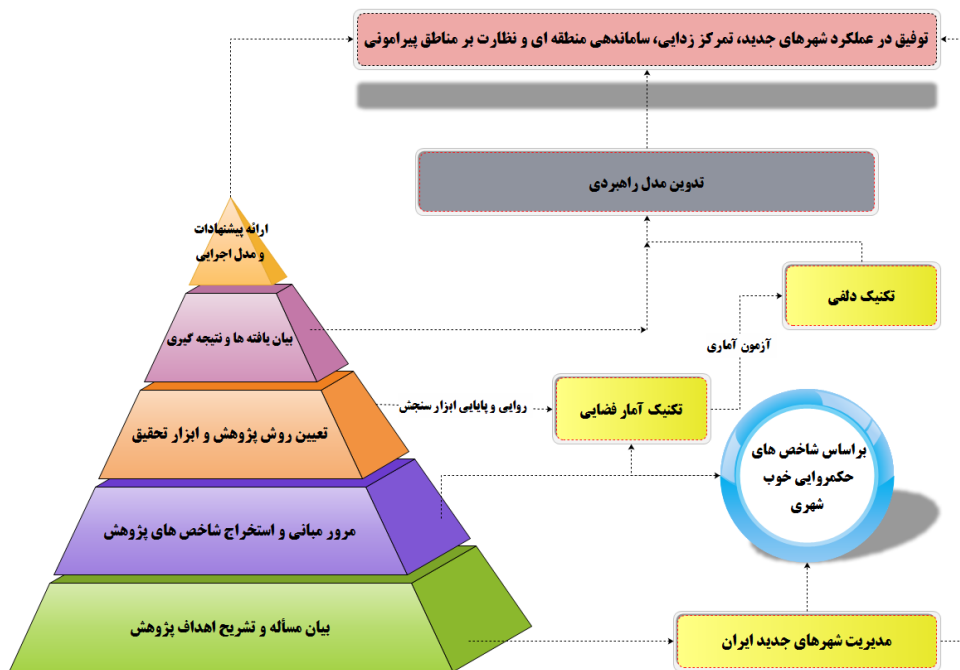 توفیق در عملکرد شهرهای جدید، تمرکز زدایی، ساماندهی منطقه ای و نظارت بر مناطق پیرامونی
تدوین مدل راهبردی
ارائه پیشنهادات
و مدل اجرایی
تکنیک دلفی
بیان یافته ها و نتیجه گیری
آزمون آماری
روایی و پایایی ابزار سنجش
تکنیک آمار فضایی
تعیین روش پژوهش و ابزار تحقیق
براساس شاخص های
حکمروایی خوب
شهری
مرور مبانی و استخراج شاخص های پژوهش
بیان مسأله و تشریح اهداف پژوهش
مدیریت شهرهای جدید ایران